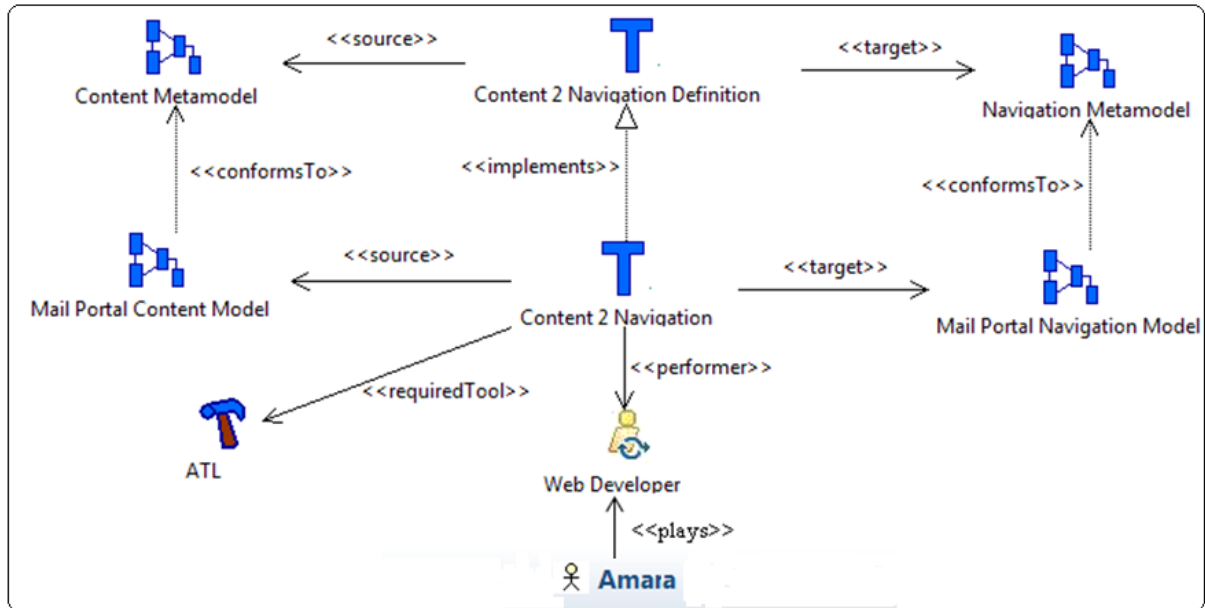 <<source>>
<<target>>
Content Metamodel
Content 2 Navigation Definition
Navigation Metamodel
<<implements>>
<<conformsTo>>
<<conformsTo>>
<<source>>
<<target>>
Mail Portal Content Model
Content 2 Navigation
Mail Portal Navigation Model
<<performer>>
<<requiredTool>>
ATL
Web Developer
<<plays>>
Amara